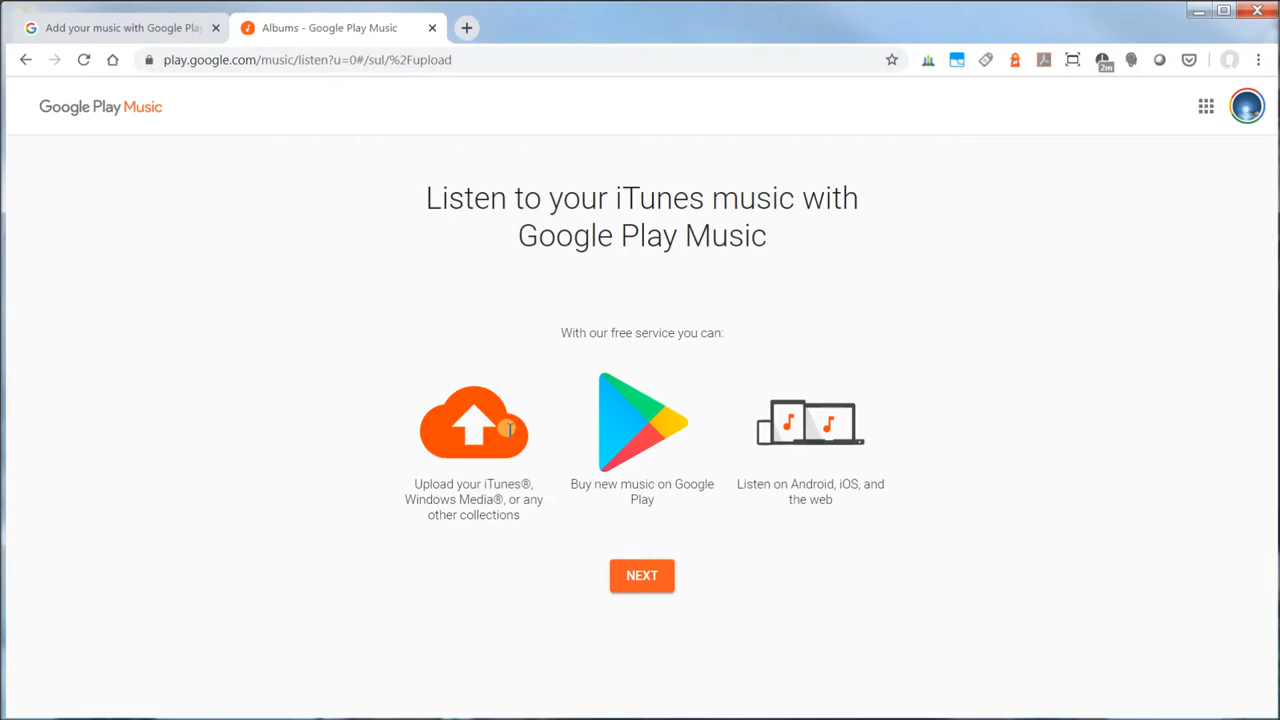 Add your music with Google Play
Albums - Google Play Music
play.google.com/music/listen?u=0#/sul/%2Fupload
2m
Google Play Music
Listen to your iTunes music with
Google Play Music
With our free service you can:
Upload your iTunes®,
Windows Media®, or any
other collections
Buy new music on Google
Play
Listen on Android, iOS, and
the web
NEXT